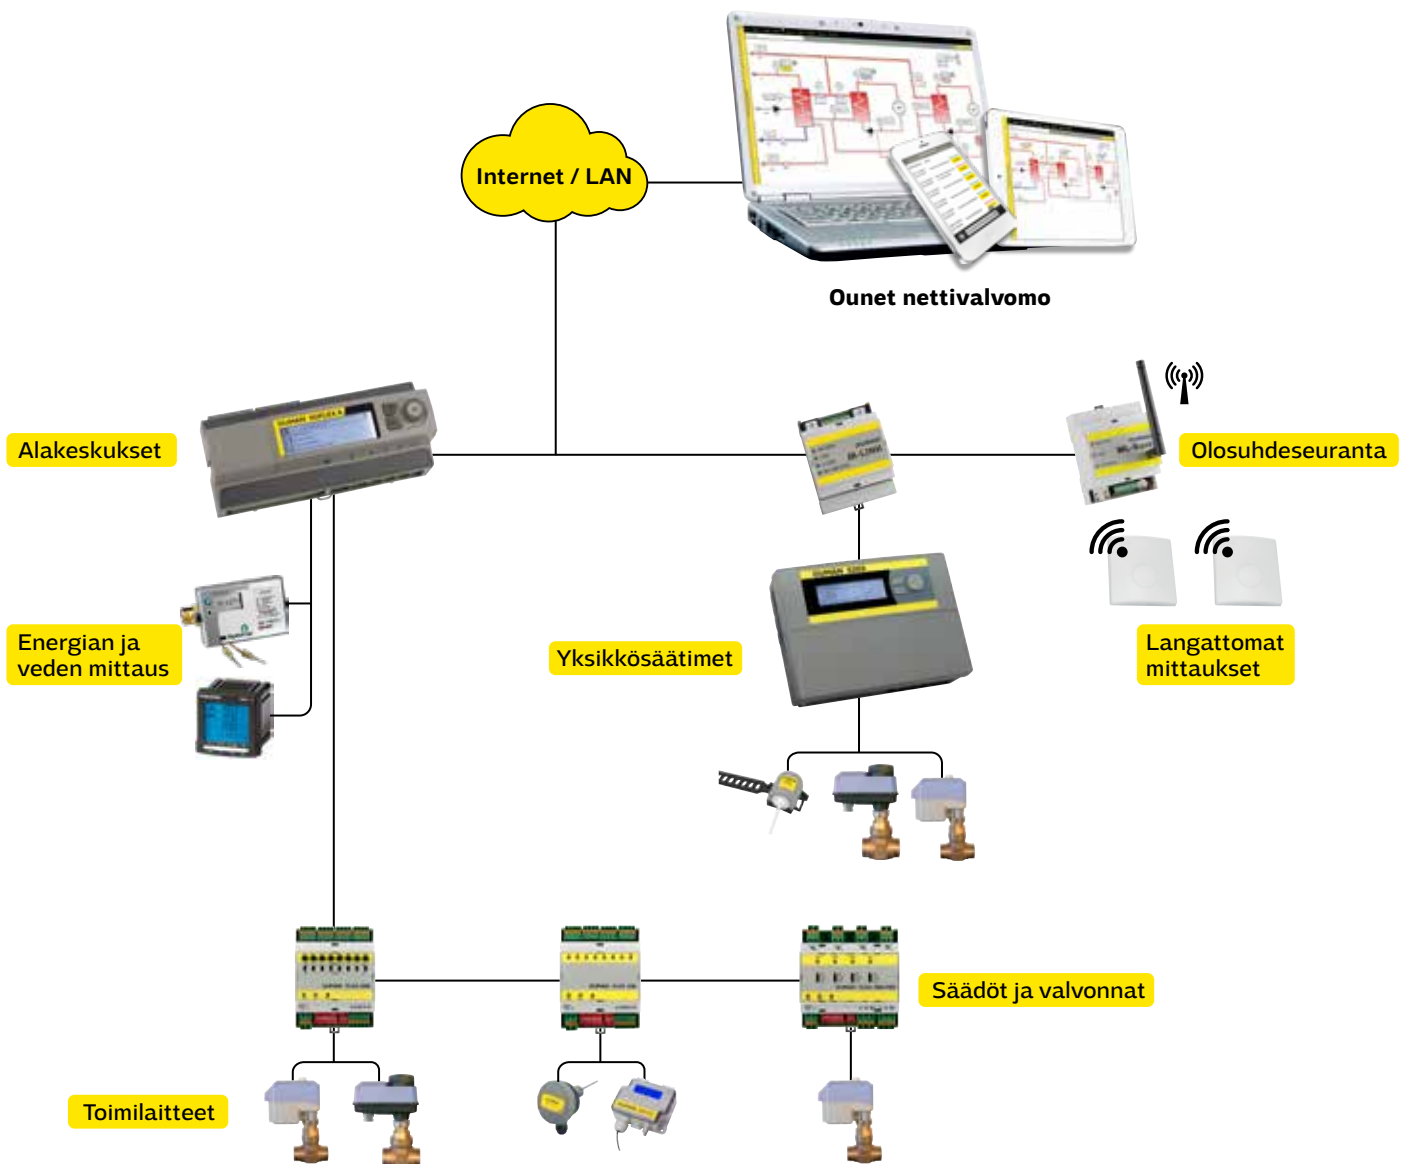 Internet / LAN
Ounet nettivalvomo
Alakeskukset
Olosuhdeseuranta
Energian ja
veden mittaus
Yksikkösäätimet
Langattomat
mittaukset
Säädöt ja valvonnat
Toimilaitteet